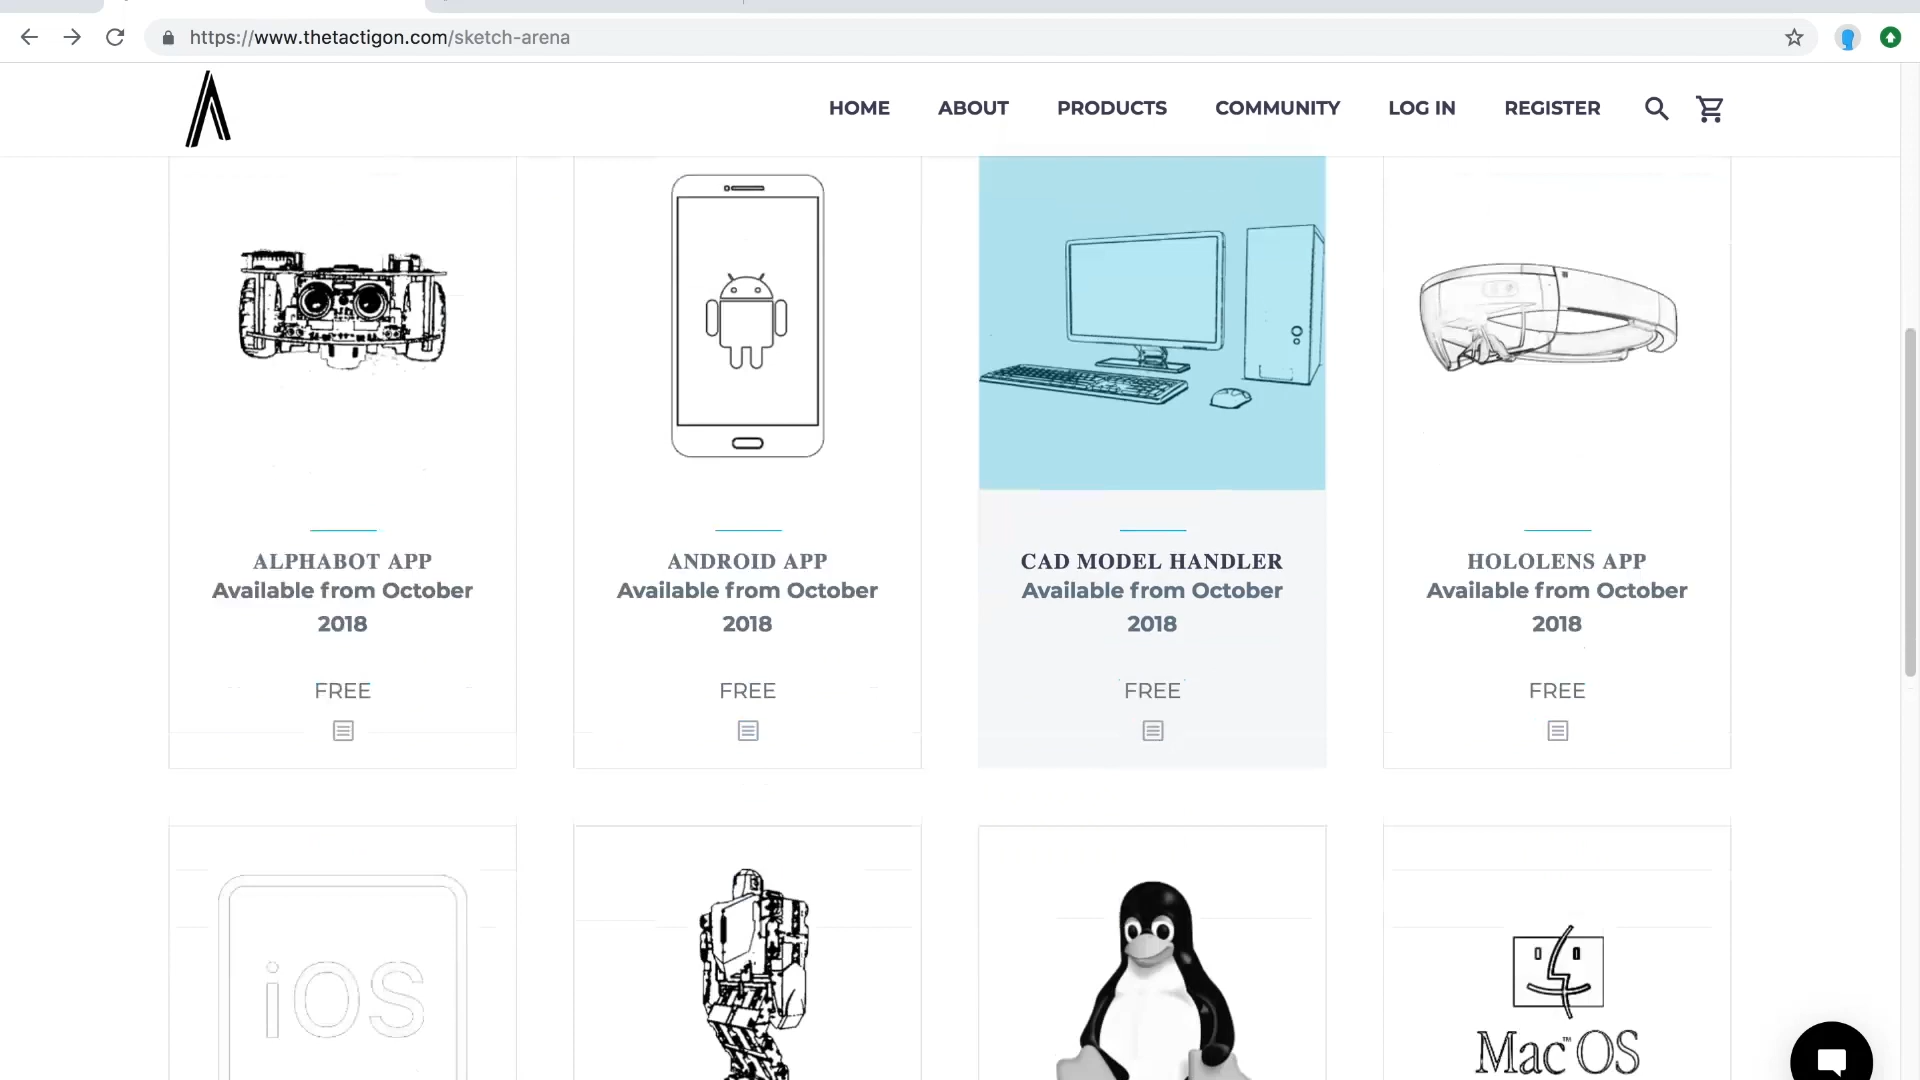 https://www.thetactigon.com/sketch-arena
HOME ABOUT PRODUCTS COMMUNITY LOG IN REGISTER
ALPHABOT APP
Available from October
2018
FREE
ANDROID APP
Available from October
2018
FREE
CAD MODEL HANDLER
Available from October
2018
FREE
HOLOLENS APP
Available from October
2018
FREE
iOS
Mac™ OS